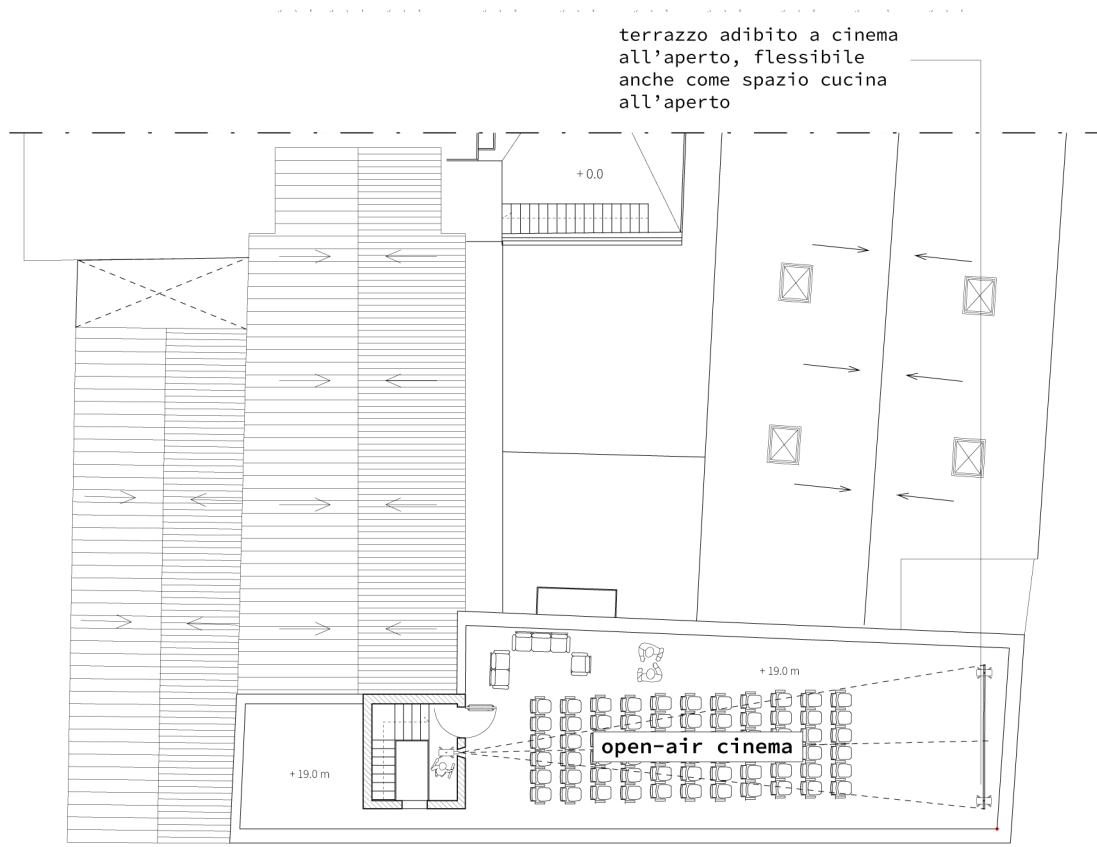 terrazzo adibito a cinema
all’aperto, flessibile
anche come spazio cucina
all’aperto
+ 0.0
+ 19.0 m
open-air cinema
+ 19.0 m